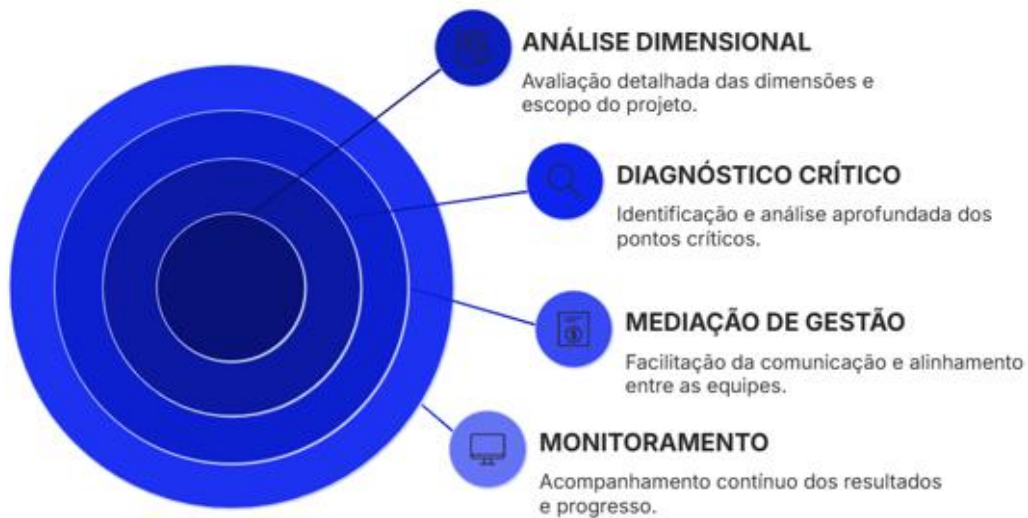 ANÁLISE DIMENSIONAL
Avaliação detalhada das dimensões e
escopo do projeto.
DIAGNÓSTICO CRÍTICO
Identificação e análise aprofundada dos
pontos críticos.
MEDIAÇÃO DE GESTÃO
Facilitação da comunicação e alinhamento
entre as equipes.
MONITORAMENTO
Acompanhamento contínuo dos resultados
e progresso.